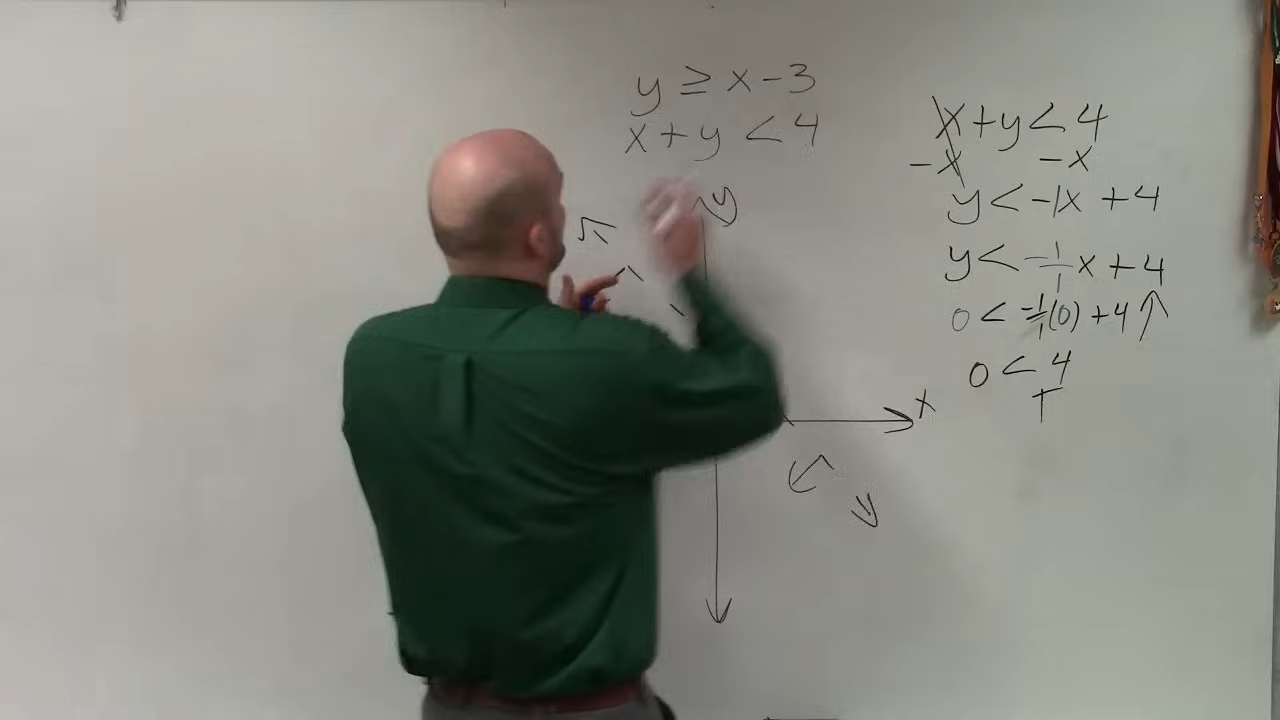 y ≥ x - 3
x + y < 4
y
x
x + y < 4
-x -x
y < -1x + 4
y < -1/1 x + 4
0 < -1/1 (0) + 4
0 < 4
T